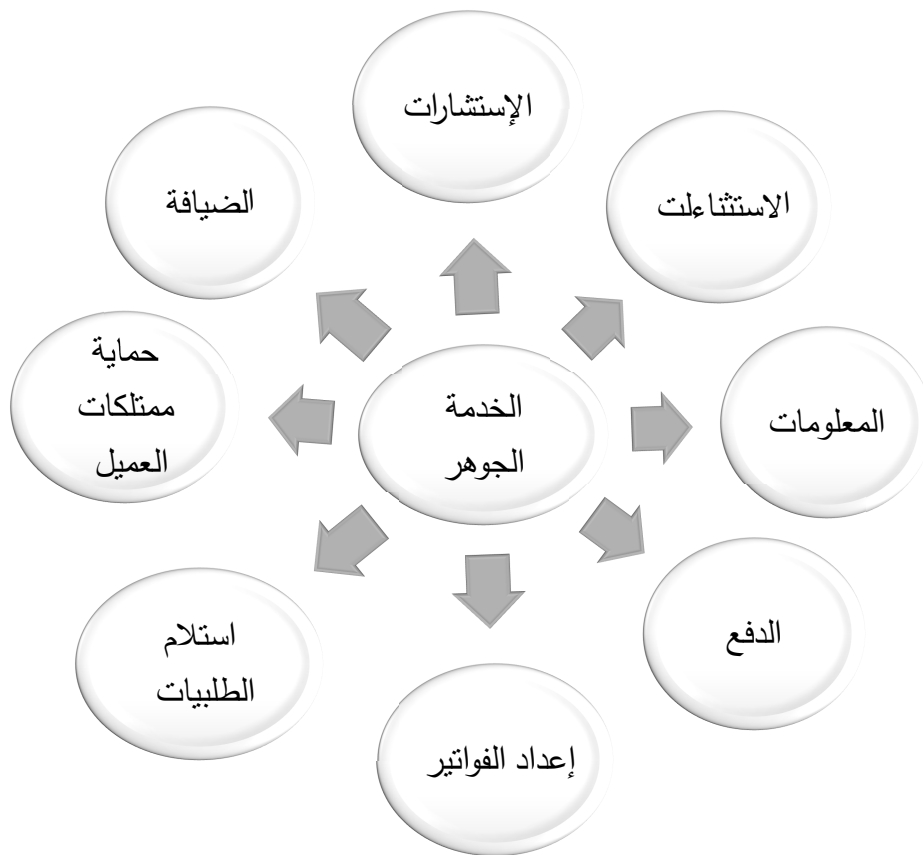 الإستشارات
الاستثناءلت
الضيافة
المعلومات
الخدمة
الجوهر
حماية
ممتلكات
العميل
الدفع
استلام
الطلبيات
إعداد الفواتير